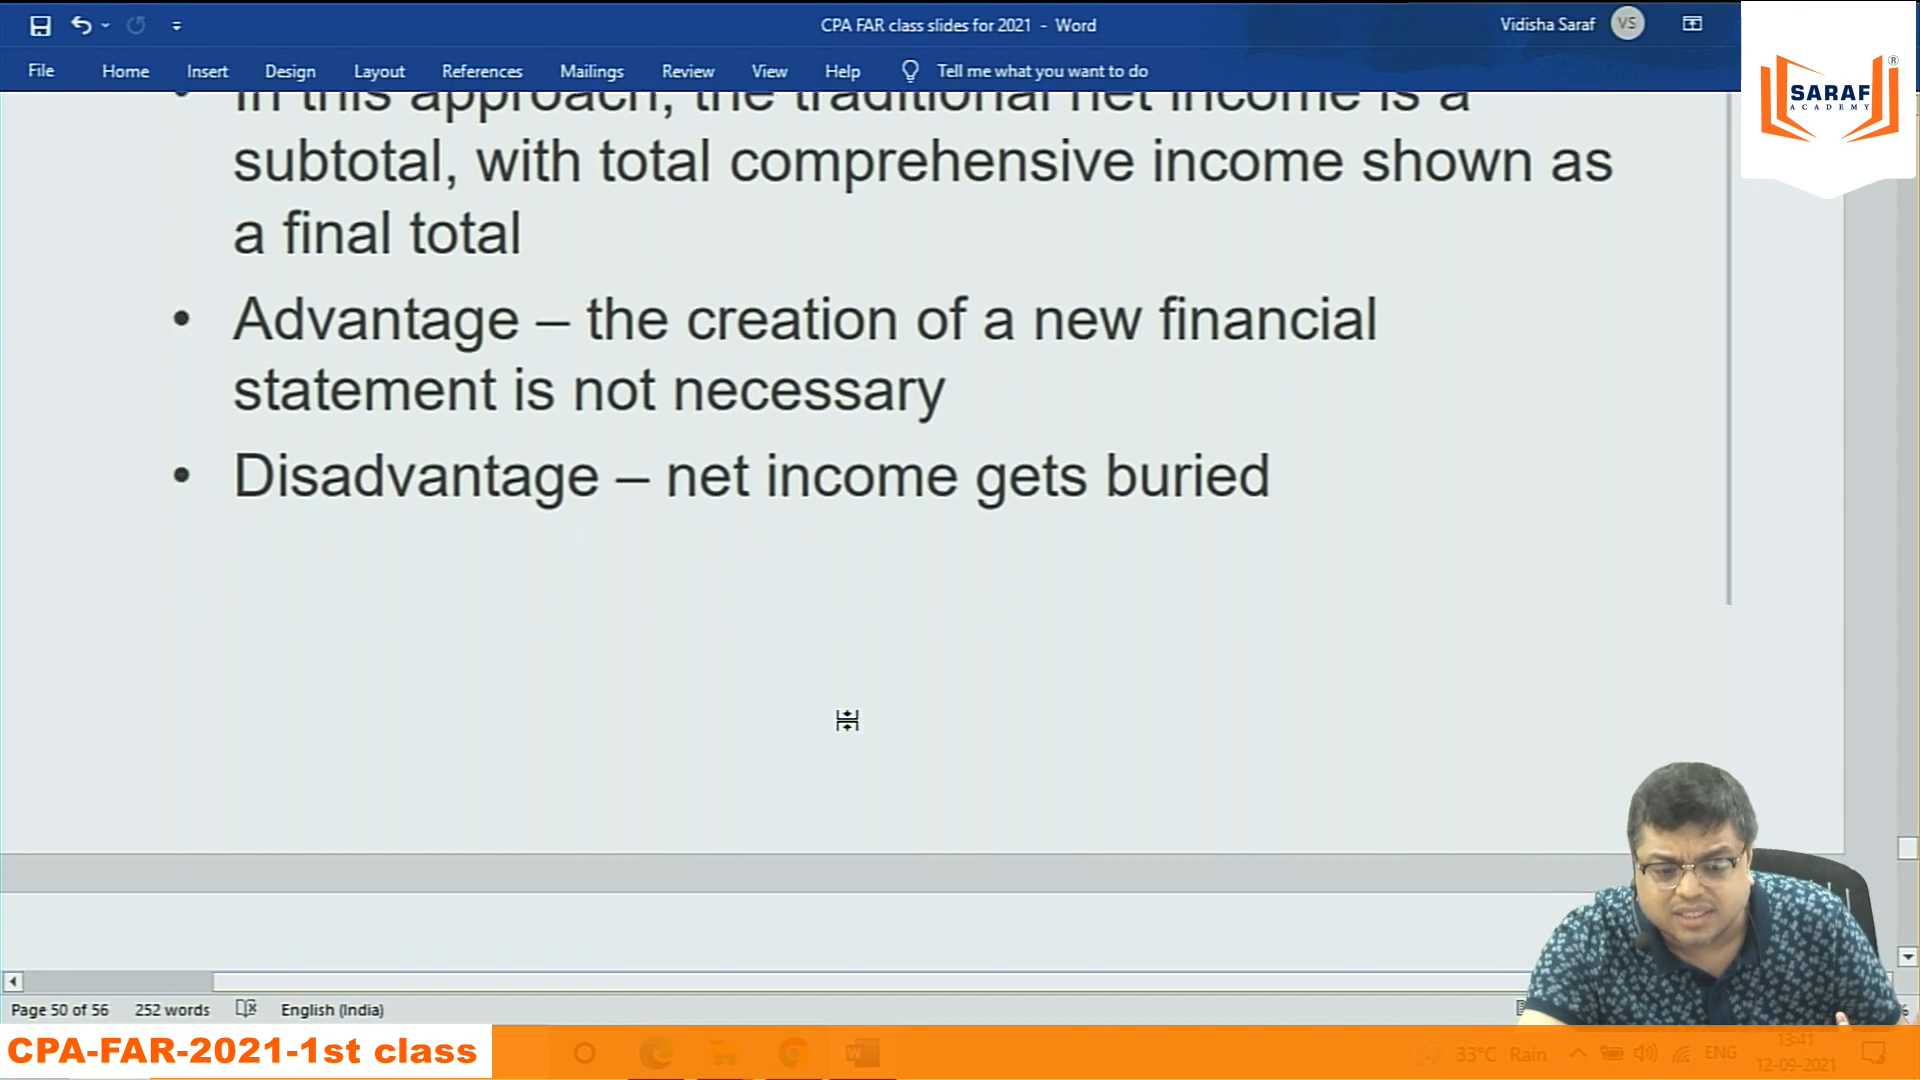 CPA FAR class slides for 2021 - Word
Vidisha Saraf
VS
File Home Insert Design Layout References Mailings Review View Help Tell me what you want to do
SARAF
ACADEMY
®
• In this approach, the traditional net income is a
subtotal, with total comprehensive income shown as
a final total
• Advantage – the creation of a new financial
statement is not necessary
• Disadvantage – net income gets buried
Page 50 of 56 252 words English (India)
CPA-FAR-2021-1st class
33°C Rain
ENG
13:41
12-09-2021